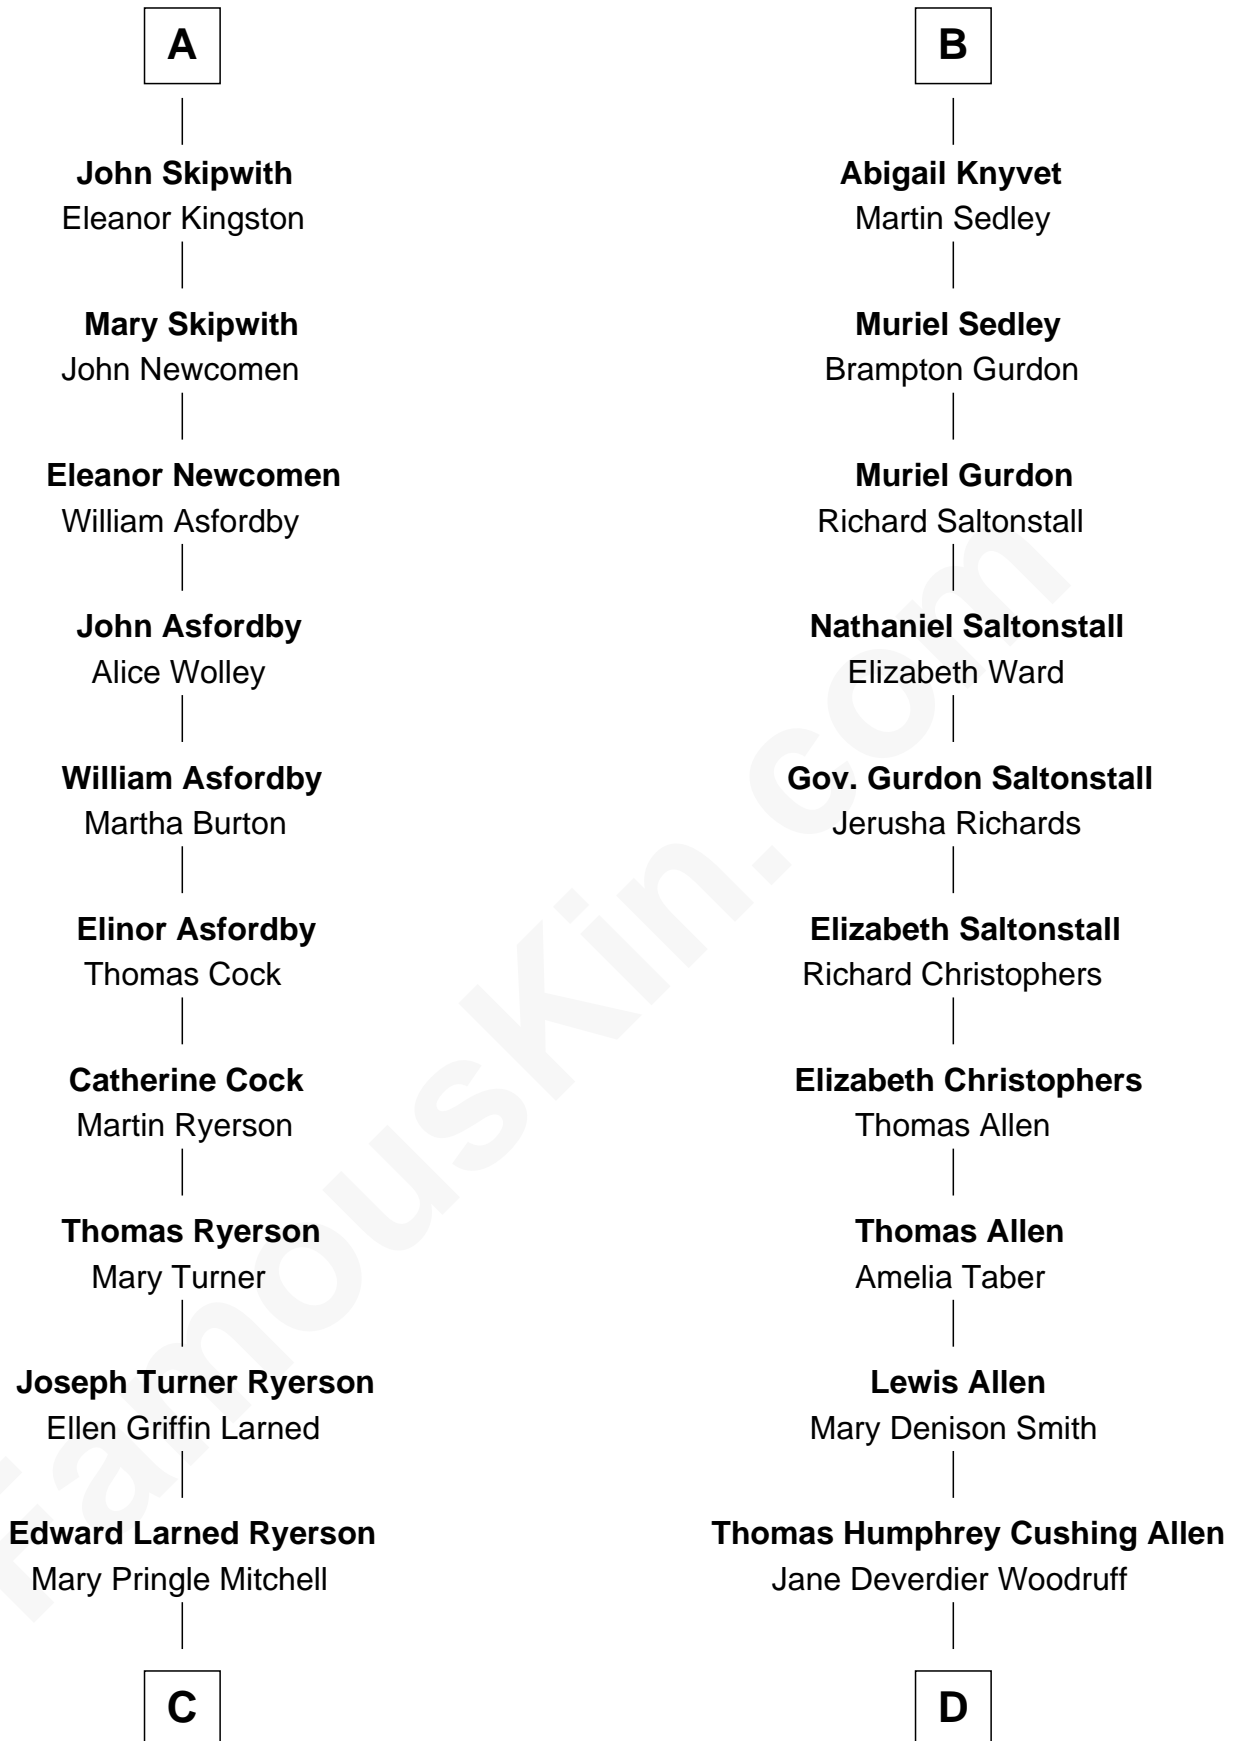 A
John Skipwith
Eleanor Kingston
Mary Skipwith
John Newcomen
Eleanor Newcomen
William Asfordby
John Asfordby
Alice Wolley
William Asfordby
Martha Burton
Elinor Asfordby
Thomas Cock
Catherine Cock
Martin Ryerson
Thomas Ryerson
Mary Turner
Joseph Turner Ryerson
Ellen Griffin Larned
Edward Larned Ryerson
Mary Pringle Mitchell
C
B
Abigail Knyvet
Martin Sedley
Muriel Sedley
Brampton Gurdon
Muriel Gurdon
Richard Saltonstall
Nathaniel Saltonstall
Elizabeth Ward
Gov. Gurdon Saltonstall
Jerusha Richards
Elizabeth Saltonstall
Richard Christophers
Elizabeth Christophers
Thomas Allen
Thomas Allen
Amelia Taber
Lewis Allen
Mary Denison Smith
Thomas Humphrey Cushing Allen
Jane Deverdier Woodruff
D
FamousKin.com